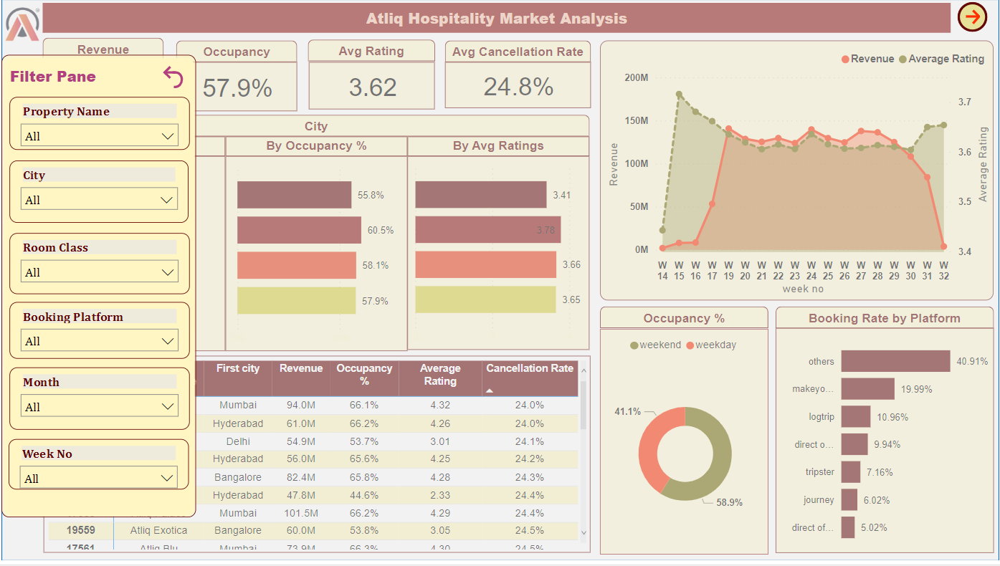 Atliq Hospitality Market Analysis
Revenue
Occupancy
57.9%
Avg Rating
3.62
Avg Cancellation Rate
24.8%
Filter Pane
Property Name
All
City
All
Room Class
All
Booking Platform
All
Month
All
Week No
All
City
By Occupancy %
55.8%
60.5%
58.1%
57.9%
By Avg Ratings
3.41
3.78
3.66
3.65
Revenue Average Rating
200M
150M
100M
50M
0M
Revenue
3.7
3.6
3.5
3.4
Average Rating
W W W W W W W W W W W W W W W W W W
14 15 16 17 19 20 21 22 23 24 25 26 27 28 29 30 31 32
week no
First city Revenue Occupancy % Average Rating Cancellation Rate
Mumbai 94.0M 66.1% 4.32 24.0%
Hyderabad 61.0M 66.2% 4.26 24.0%
Delhi 54.9M 53.7% 3.01 24.1%
Hyderabad 56.0M 65.6% 4.25 24.2%
Bangalore 82.4M 65.8% 4.28 24.3%
Hyderabad 47.8M 44.6% 2.33 24.4%
Mumbai 101.5M 66.2% 4.29 24.4%
19559 Atliq Exotica Bangalore 60.0M 53.8% 3.05 24.5%
17561 Atliq Blu Mumbai 73.9M 66.3% 4.30 24.5%
Occupancy %
weekend weekday
41.1%
58.9%
Booking Rate by Platform
others 40.91%
makeyo... 19.99%
logtrip 10.96%
direct o... 9.94%
tripster 7.16%
journey 6.02%
direct of... 5.02%